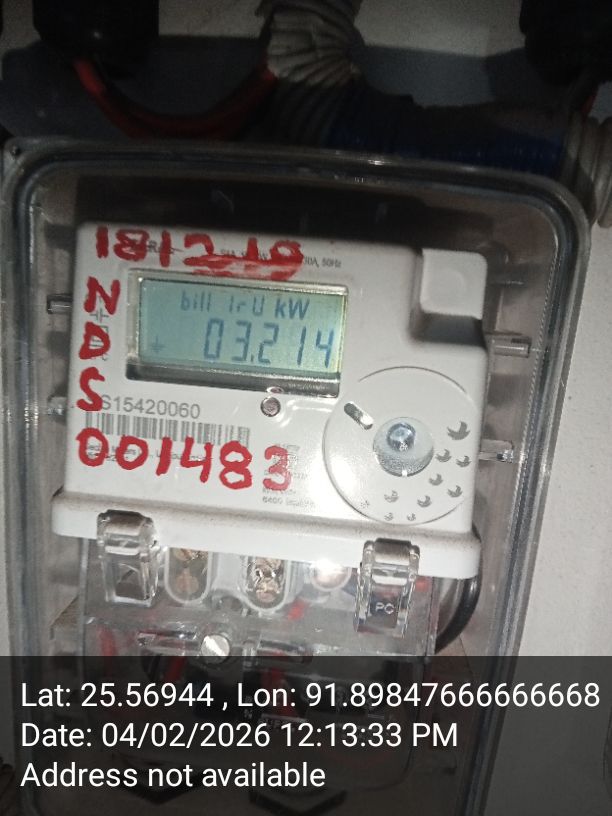 181219
N
D
S
001483
bill 1rU kW
03.214
S15420060
PC
Lat: 25.56944 , Lon: 91.89847666666668
Date: 04/02/2026 12:13:33 PM
Address not available